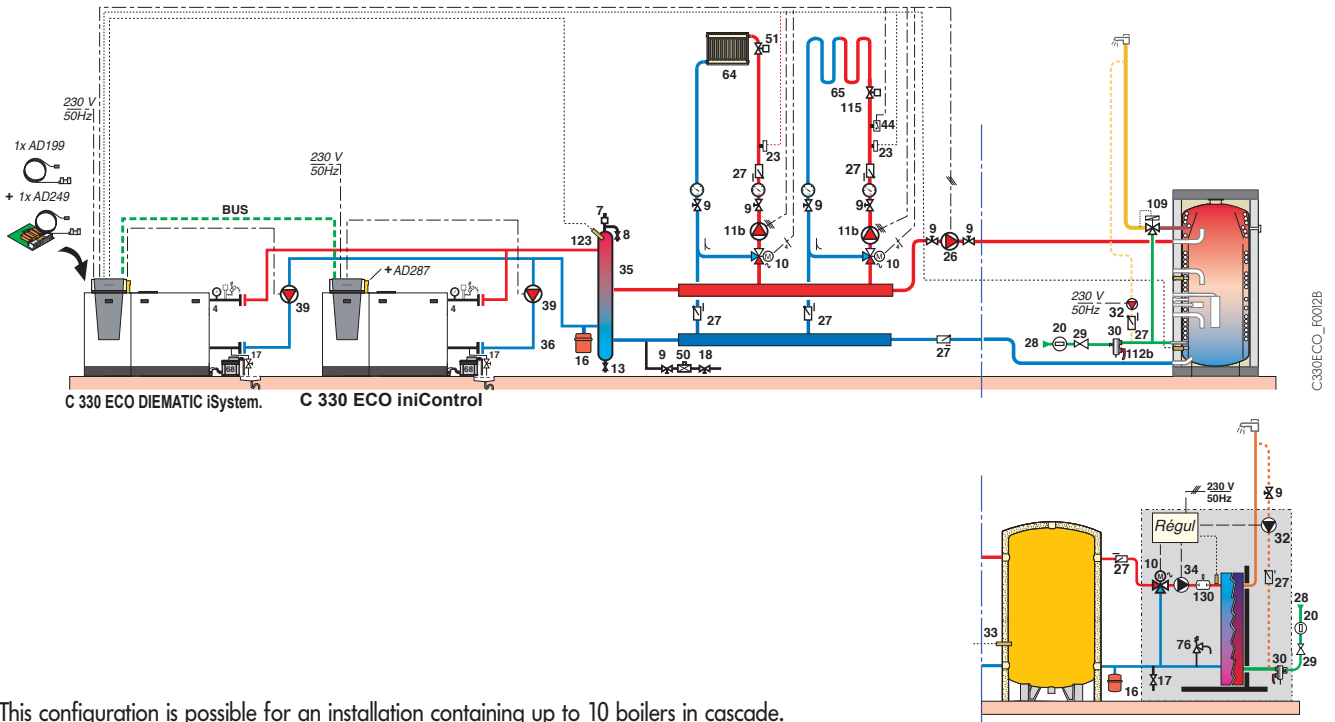 51
64
65
115
44
23
23
27
27
9
9
9
9
11b
11b
M
10
M
10
4
4
230 V
50Hz
1x AD199
+ 1x AD249
230 V
50Hz
BUS
+AD287
7
8
123
35
4
39
4
39
36
17
68
17
68
16
13
9
26
9
27
27
27
9 50 18
109
230 V
50Hz
32
27
20
29
30
28
112b
C 330 ECO DIEMATIC iSystem.
C 330 ECO iniControl
C330ECO_F0012B
230 V
50Hz
9
Régul
32
27
10
M
34
130
27
28
20
33
76
30
29
16
17
This configuration is possible for an installation containing up to 10 boilers in cascade.